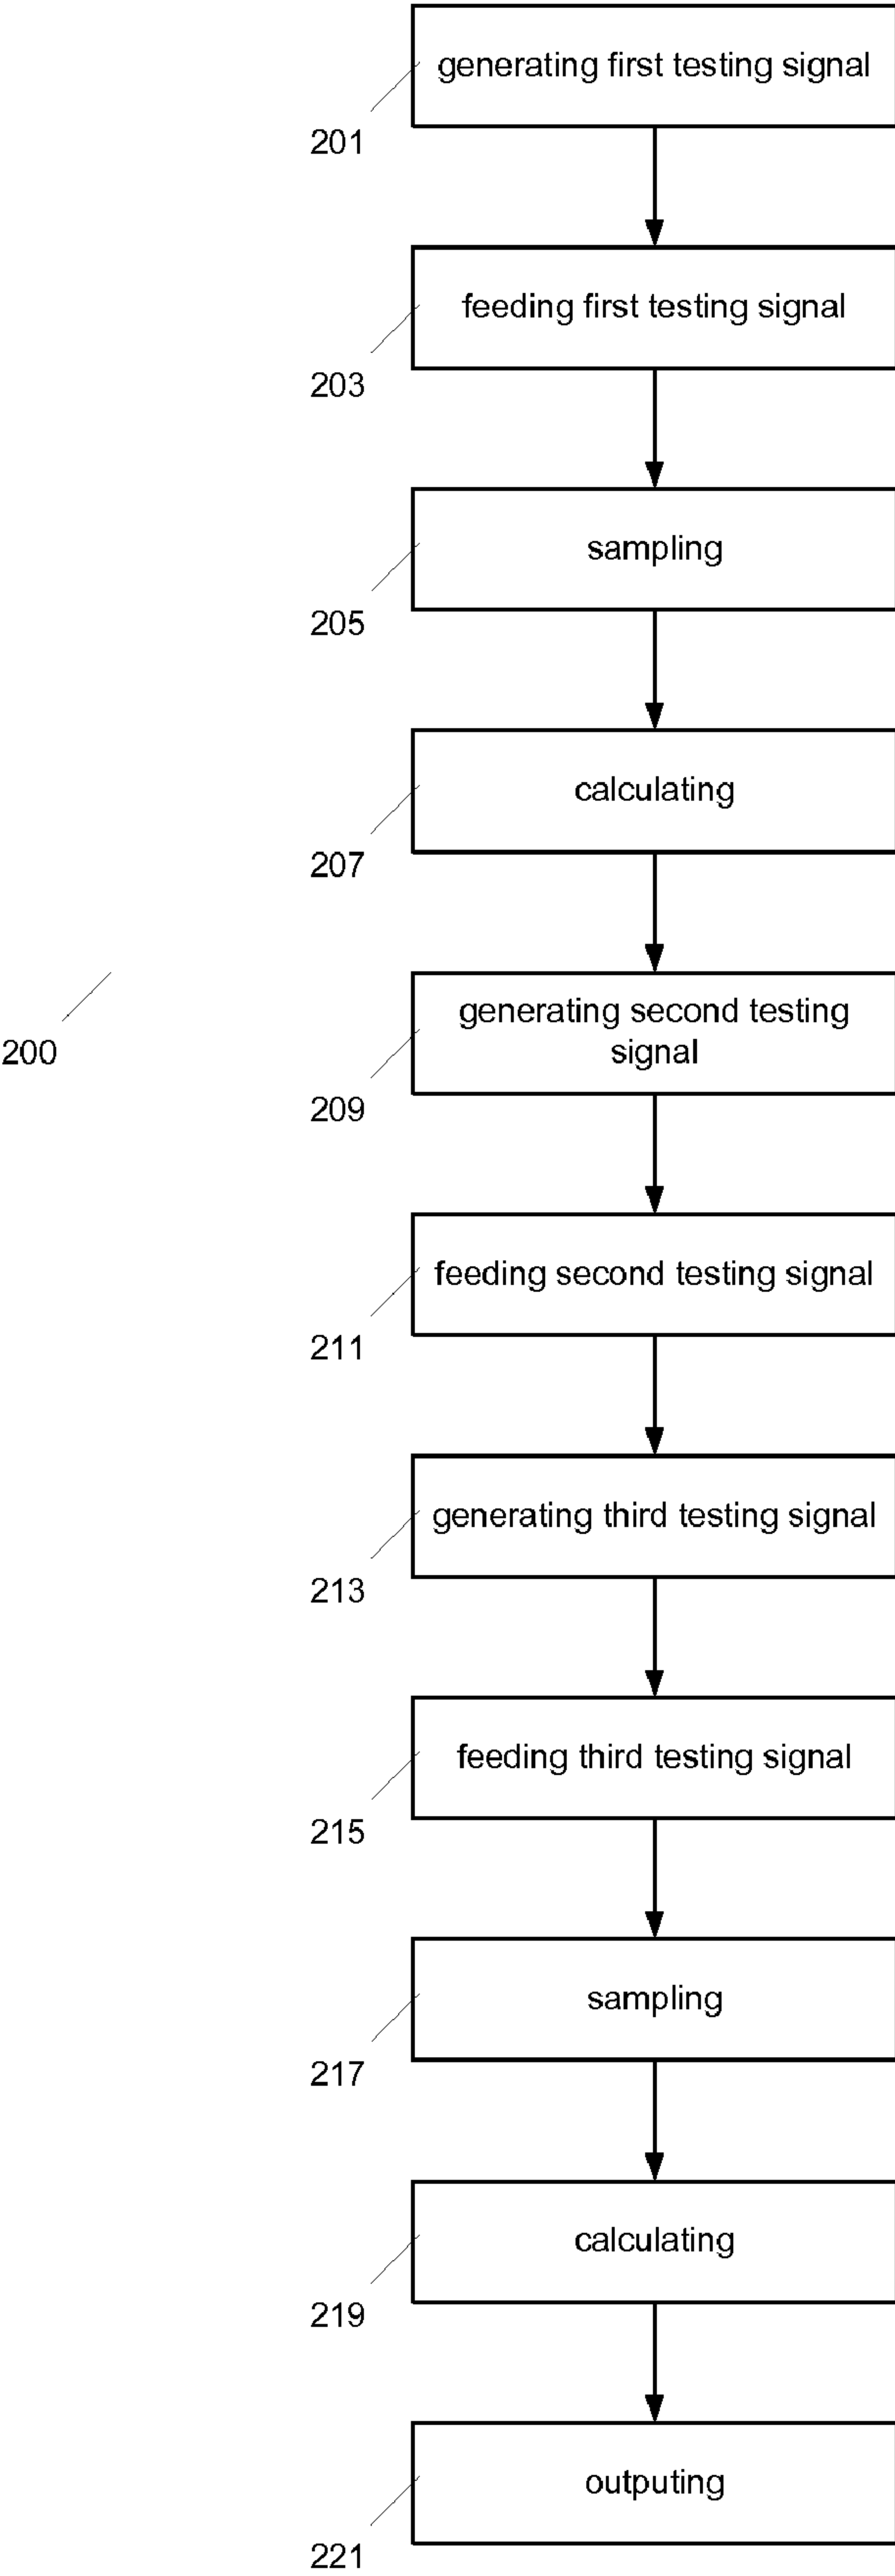 generating first testing signal
201
feeding first testing signal
203
sampling
205
calculating
207
200
generating second testing
signal
209
feeding second testing signal
211
generating third testing signal
213
feeding third testing signal
215
sampling
217
calculating
219
outputing
221